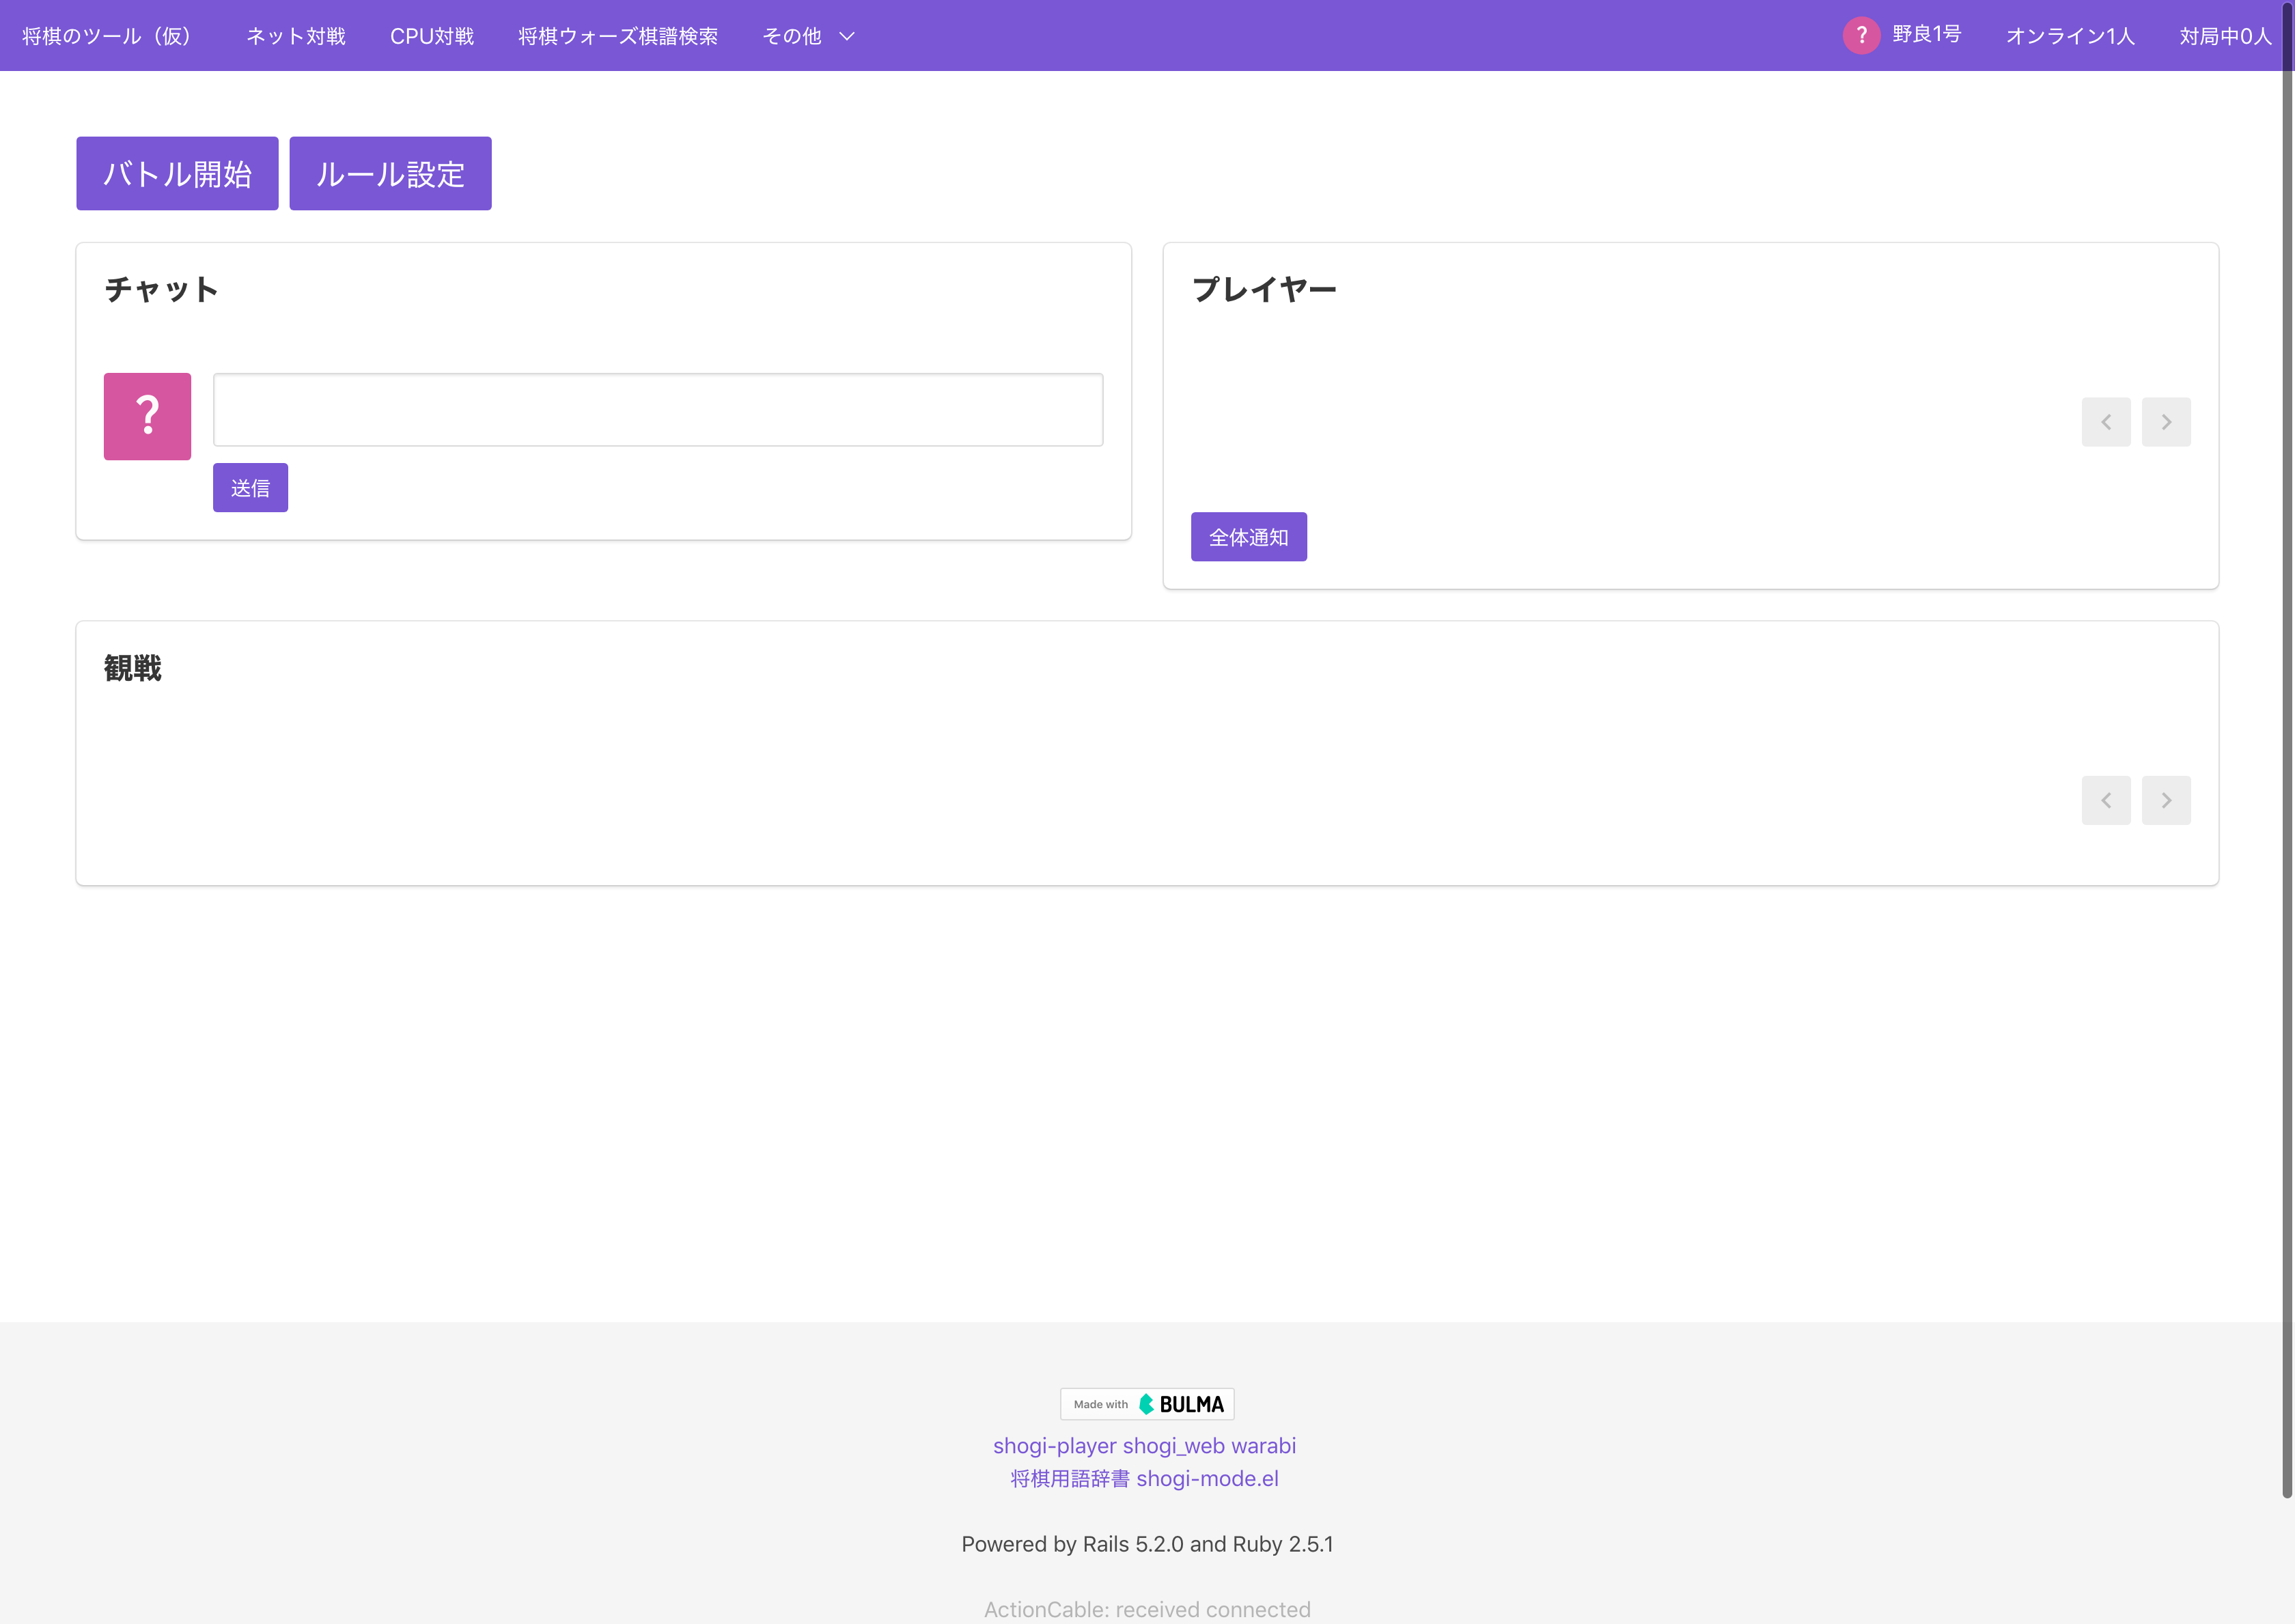 将棋のツール（仮） ネット対戦 CPU対戦 将棋ウォーズ棋譜検索 その他 ? 野良1号 オンライン1人 対局中0人
バトル開始 ルール設定
チャット
?
送信
プレイヤー
全体通知
観戦
Made with BULMA
shogi-player shogi_web warabi
将棋用語辞書 shogi-mode.el
Powered by Rails 5.2.0 and Ruby 2.5.1
ActionCable: received connected